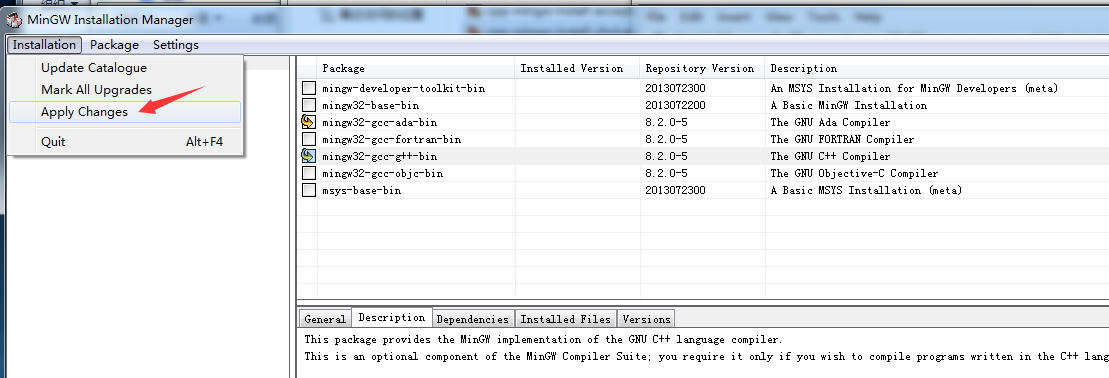 MinGW Installation Manager
Installation Package Settings
Update Catalogue
Mark All Upgrades
Apply Changes
Quit Alt+F4
Package Installed Version Repository Version Description
mingw-developer-toolkit-bin 2013072300 An MSYS Installation for MinGW Developers (meta)
mingw32-base-bin 2013072200 A Basic MinGW Installation
mingw32-gcc-ada-bin 8.2.0-5 The GNU Ada Compiler
mingw32-gcc-fortran-bin 8.2.0-5 The GNU FORTRAN Compiler
mingw32-gcc-g++-bin 8.2.0-5 The GNU C++ Compiler
mingw32-gcc-objc-bin 8.2.0-5 The GNU Objective-C Compiler
msys-base-bin 2013072300 A Basic MSYS Installation (meta)
General Description Dependencies Installed Files Versions
This package provides the MinGW implementation of the GNU C++ language compiler.
This is an optional component of the MinGW Compiler Suite; you require it only if you wish to compile programs written in the C++ lang